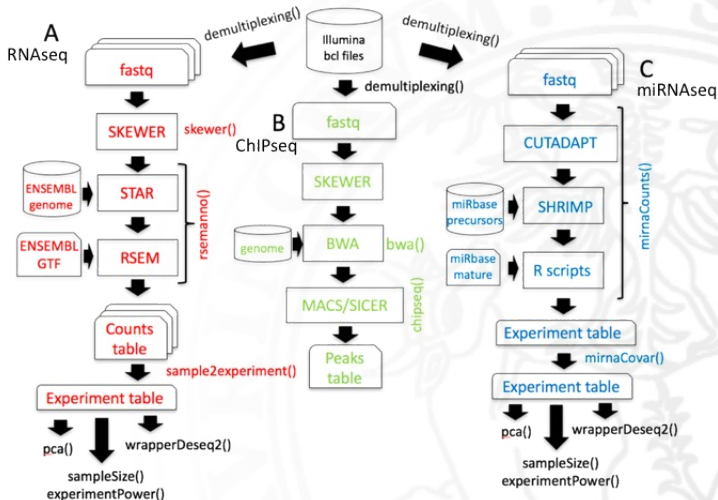 A
RNAseq
demultiplexing()
Illumina
bcl files
demultiplexing()
demultiplexing()
fastq
SKEWER
skewer()
ENSEMBL
genome
STAR
ENSEMBL
GTF
RSEM
rsemanno()
Counts
table
sample2experiment()
Experiment table
pca()
wrapperDeseq2()
sampleSize()
experimentPower()
B
ChIPseq
fastq
SKEWER
genome
BWA
bwa()
MACS/SICER
chipseq()
Peaks
table
C
miRNAseq
fastq
CUTADAPT
miRbase
precursors
SHRIMP
miRbase
mature
R scripts
mirnaCounts()
Experiment table
mirnaCovar()
Experiment table
pca()
wrapperDeseq2()
sampleSize()
experimentPower()